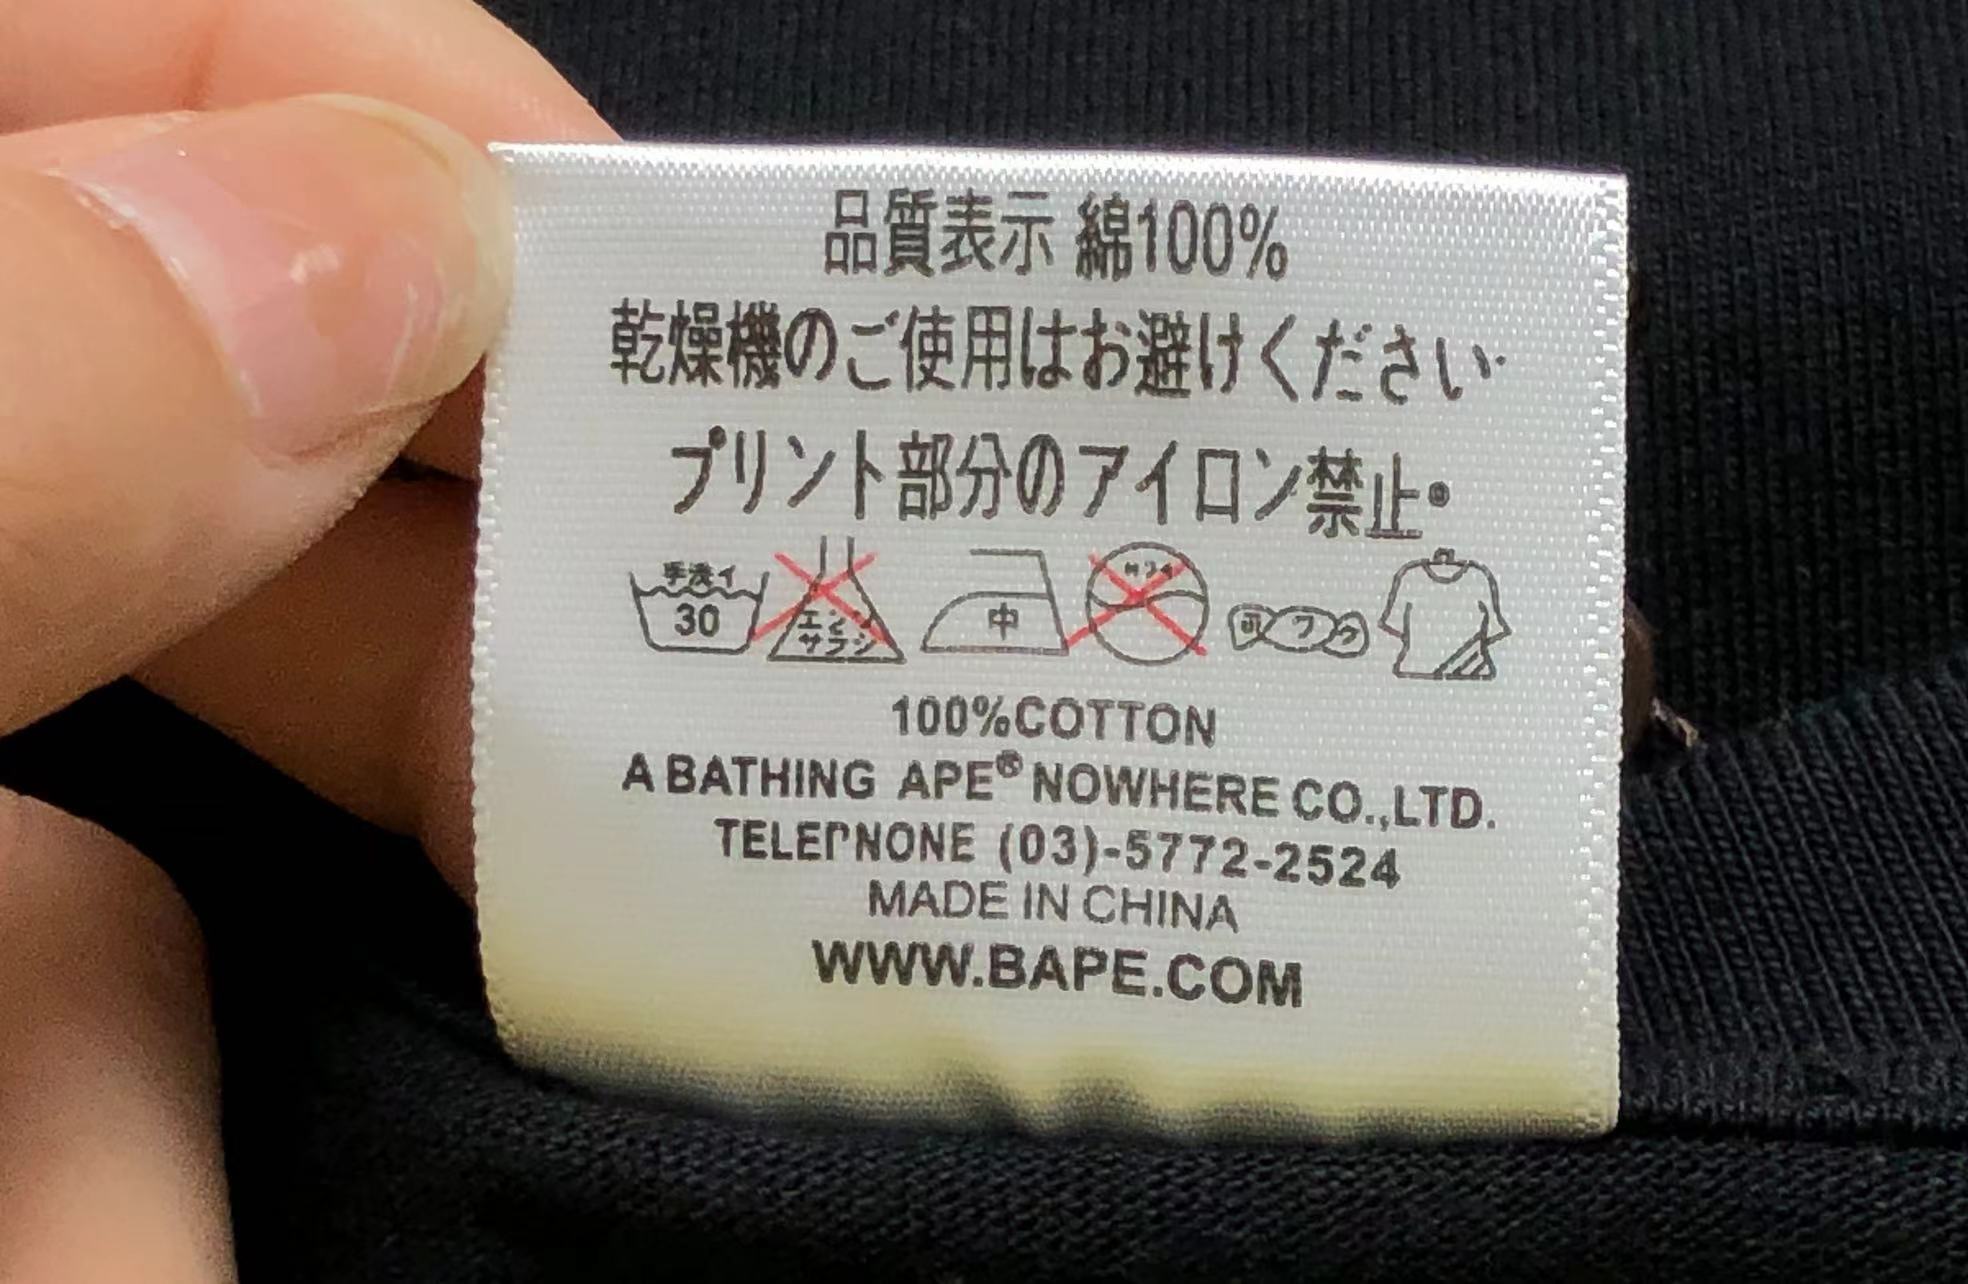 品質表示 綿100%
乾燥機のご使用はお避けください
プリント部分のアイロン禁止。
手洗イ
30
中
100%COTTON
A BATHING APE® NOWHERE CO.,LTD.
TELEPNONE (03)-5772-2524
MADE IN CHINA
WWW.BAPE.COM